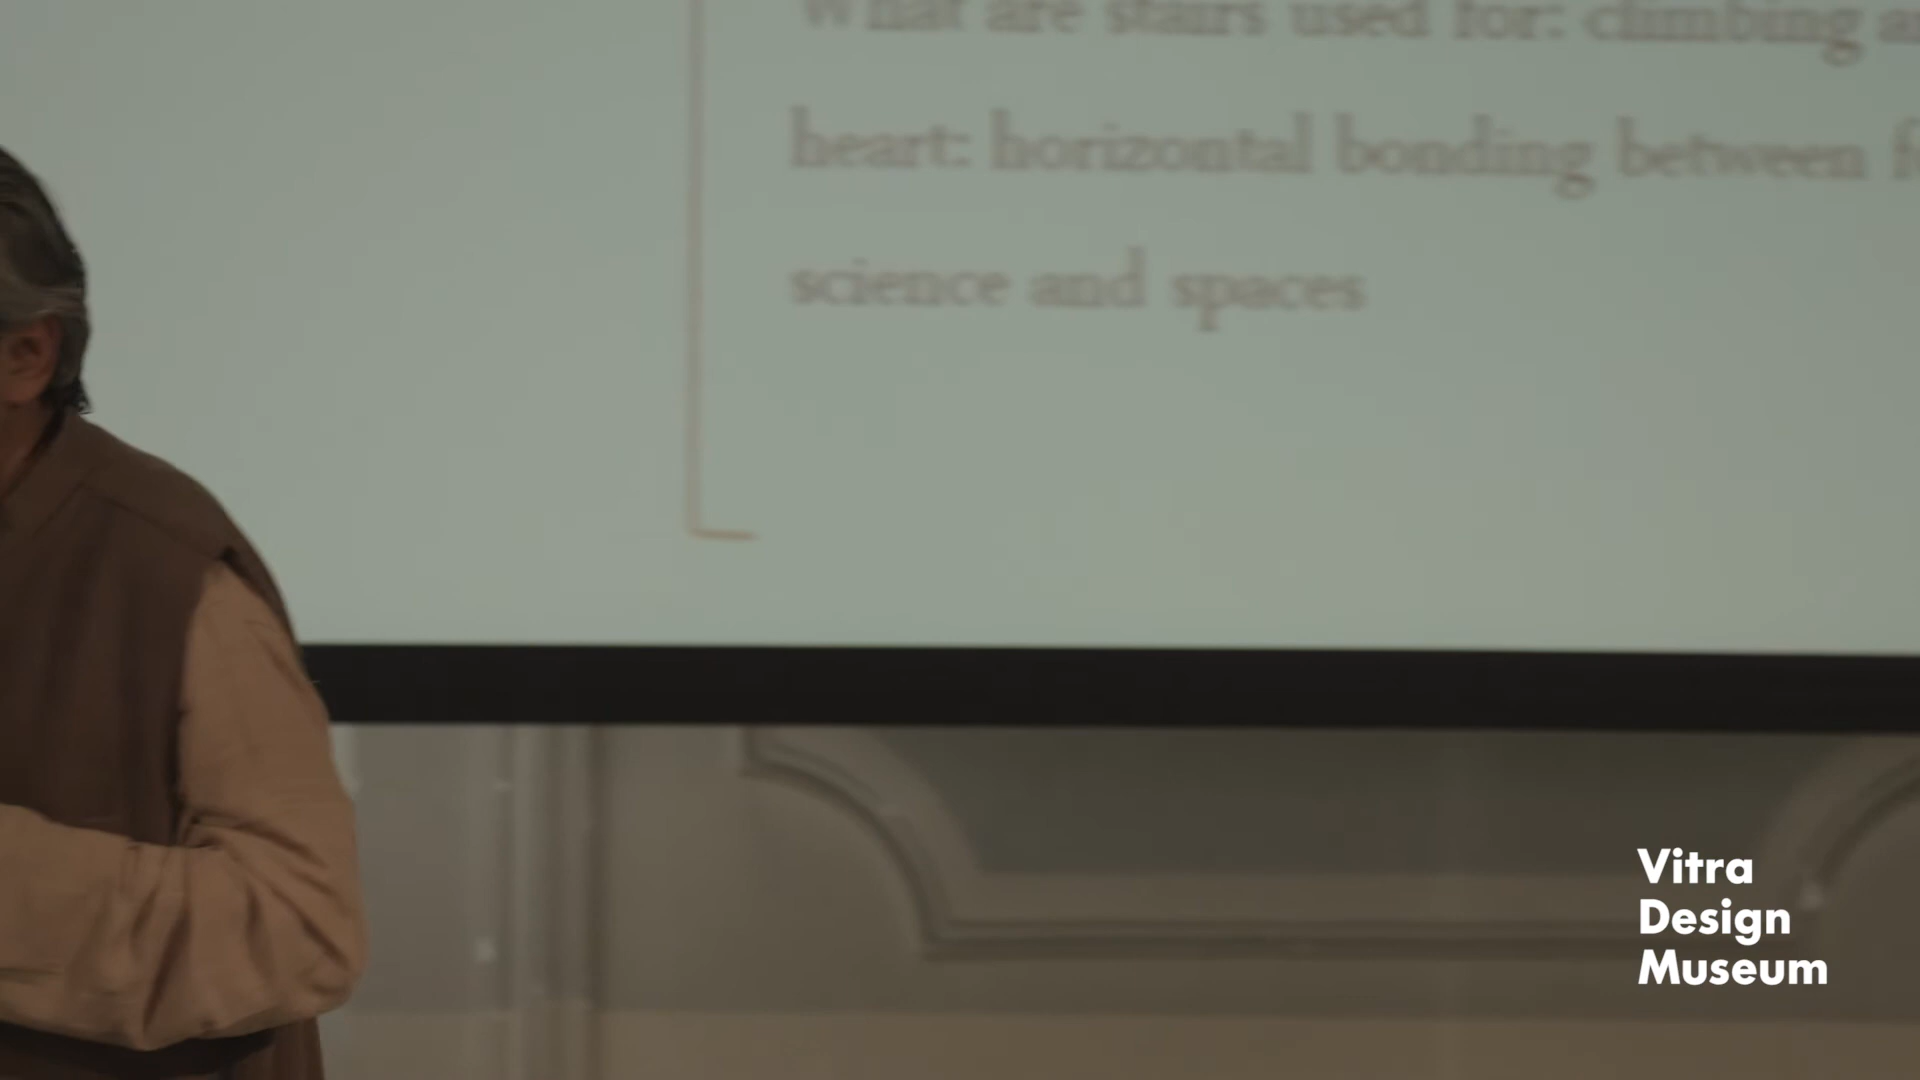 What are stairs used for: climbing
heart: horizontal bonding between
science and spaces
Vitra
Design
Museum